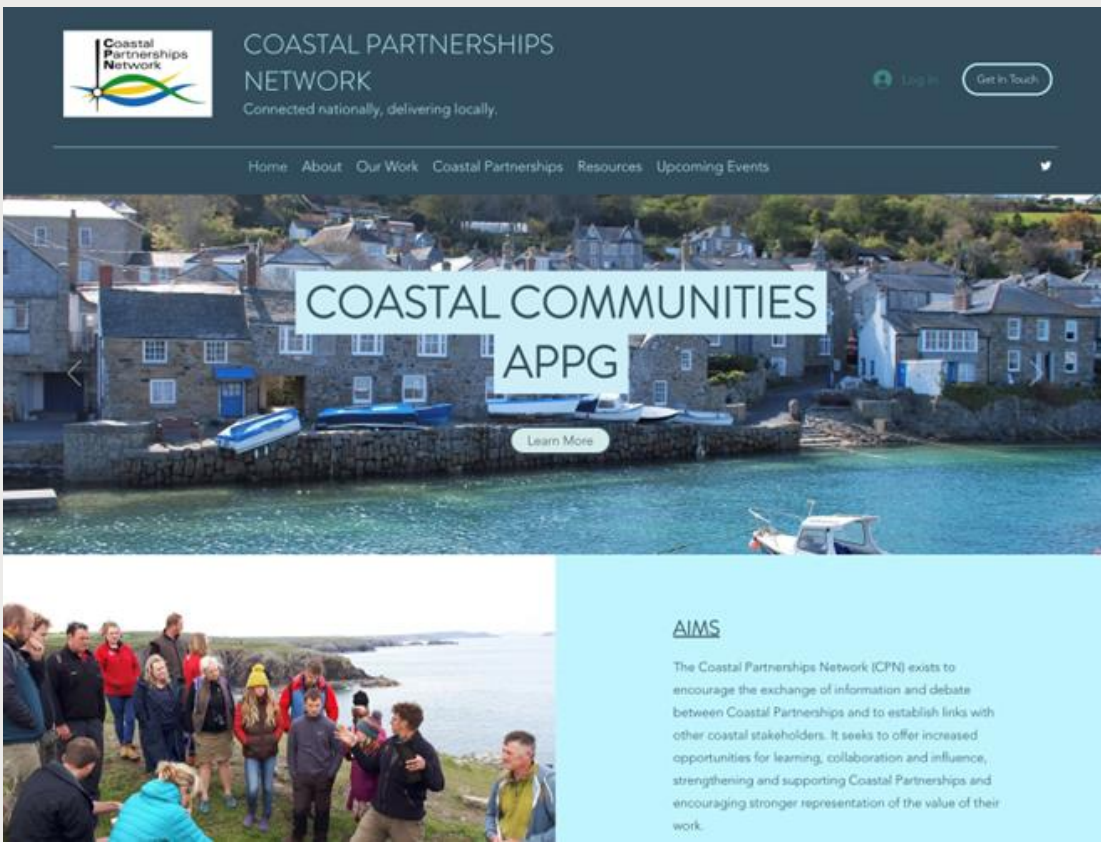 Coastal
Partnerships
Network
COASTAL PARTNERSHIPS
NETWORK
Connected nationally, delivering locally.
Log In
Get in Touch
Home About Our Work Coastal Partnerships Resources Upcoming Events
COASTAL COMMUNITIES
APPG
Learn More
AIMS
The Coastal Partnerships Network (CPN) exists to
encourage the exchange of information and debate
between Coastal Partnerships and to establish links with
other coastal stakeholders. It seeks to offer increased
opportunities for learning, collaboration and influence,
strengthening and supporting Coastal Partnerships and
encouraging stronger representation of the value of their
work.